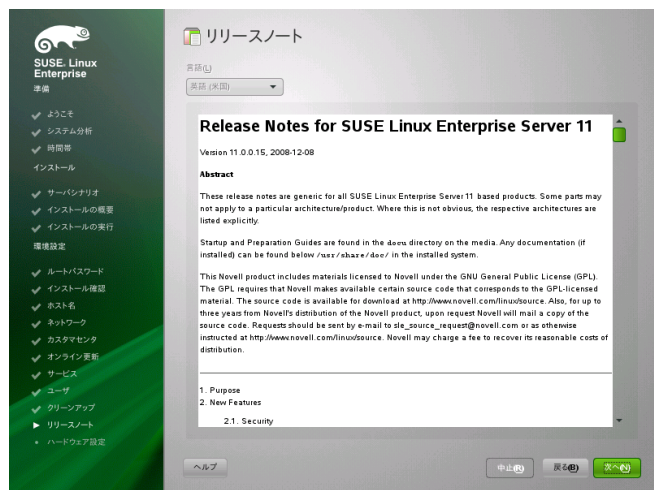 SUSE® Linux
Enterprise
準備
ようこそ
システム分析
時間帯
インストール
サーバシナリオ
インストールの概要
インストールの実行
環境設定
ルートパスワード
インストール確認
ホスト名
ネットワーク
カスタマセンタ
オンライン更新
サービス
ユーザ
クリーンアップ
リリースノート
ハードウェア設定
リリースノート
言語(L)
英語 (米国)
Release Notes for SUSE Linux Enterprise Server 11
Version 11.0.0.15, 2008-12-08
Abstract
These release notes are generic for all SUSE Linux Enterprise Server 11 based products. Some parts may
not apply to a particular architecture/product. Where this is not obvious, the respective architectures are
listed explicitly.
Startup and Preparation Guides are found in the docu directory on the media. Any documentation (if
installed) can be found below /usr/share/doc/ in the installed system.
This Novell product includes materials licensed to Novell under the GNU General Public License (GPL).
The GPL requires that Novell makes available certain source code that corresponds to the GPL-licensed
material. The source code is available for download at http://www.novell.com/linux/source. Also, for up to
three years from Novell's distribution of the Novell product, upon request Novell will mail a copy of the
source code. Requests should be sent by e-mail to sle_source_request@novell.com or as otherwise
instructed at http://www.novell.com/linux/source. Novell may charge a fee to recover its reasonable costs of
distribution.
1. Purpose
2. New Features
2.1. Security
ヘルプ
中止(R)
戻る(B)
次へ(N)